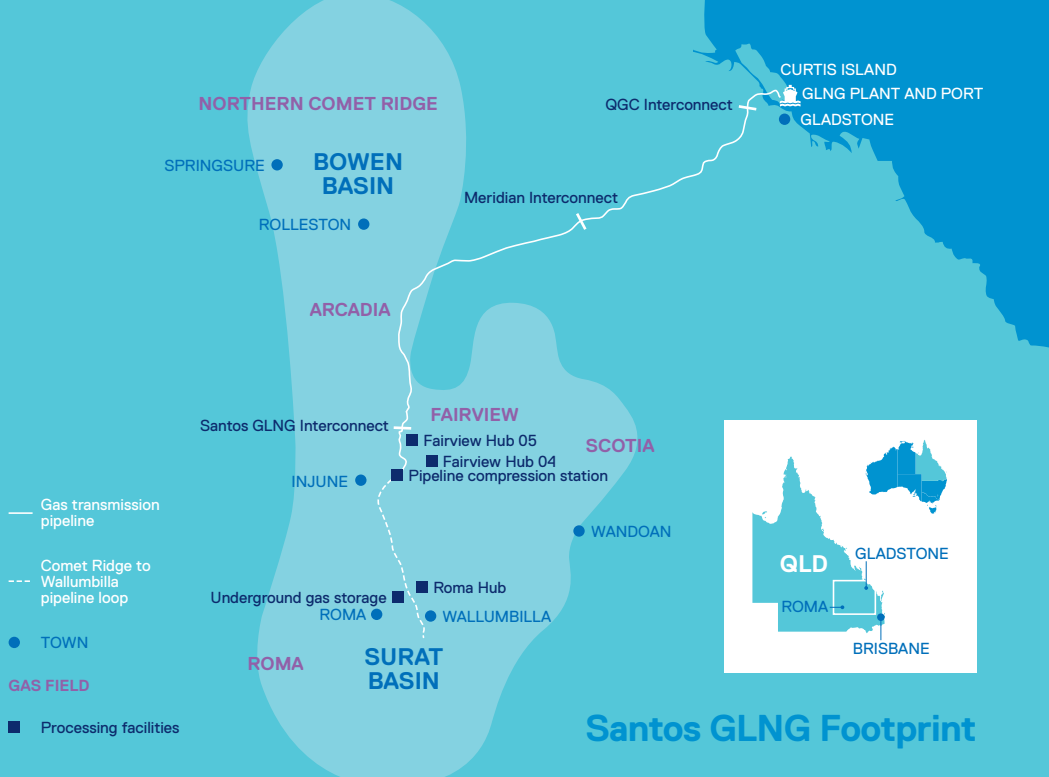 CURTIS ISLAND
GLNG PLANT AND PORT
QGC Interconnect
GLADSTONE
NORTHERN COMET RIDGE
SPRINGSURE
BOWEN
BASIN
Meridian Interconnect
ROLLESTON
ARCADIA
FAIRVIEW
Santos GLNG Interconnect
Fairview Hub 05
SCOTIA
Fairview Hub 04
Pipeline compression station
INJUNE
WANDOAN
Roma Hub
Underground gas storage
ROMA
WALLUMBILLA
ROMA
SURAT
BASIN
Gas transmission
pipeline
Comet Ridge to
Wallumbilla
pipeline loop
TOWN
GAS FIELD
Processing facilities
GLADSTONE
QLD
ROMA
BRISBANE
Santos GLNG Footprint